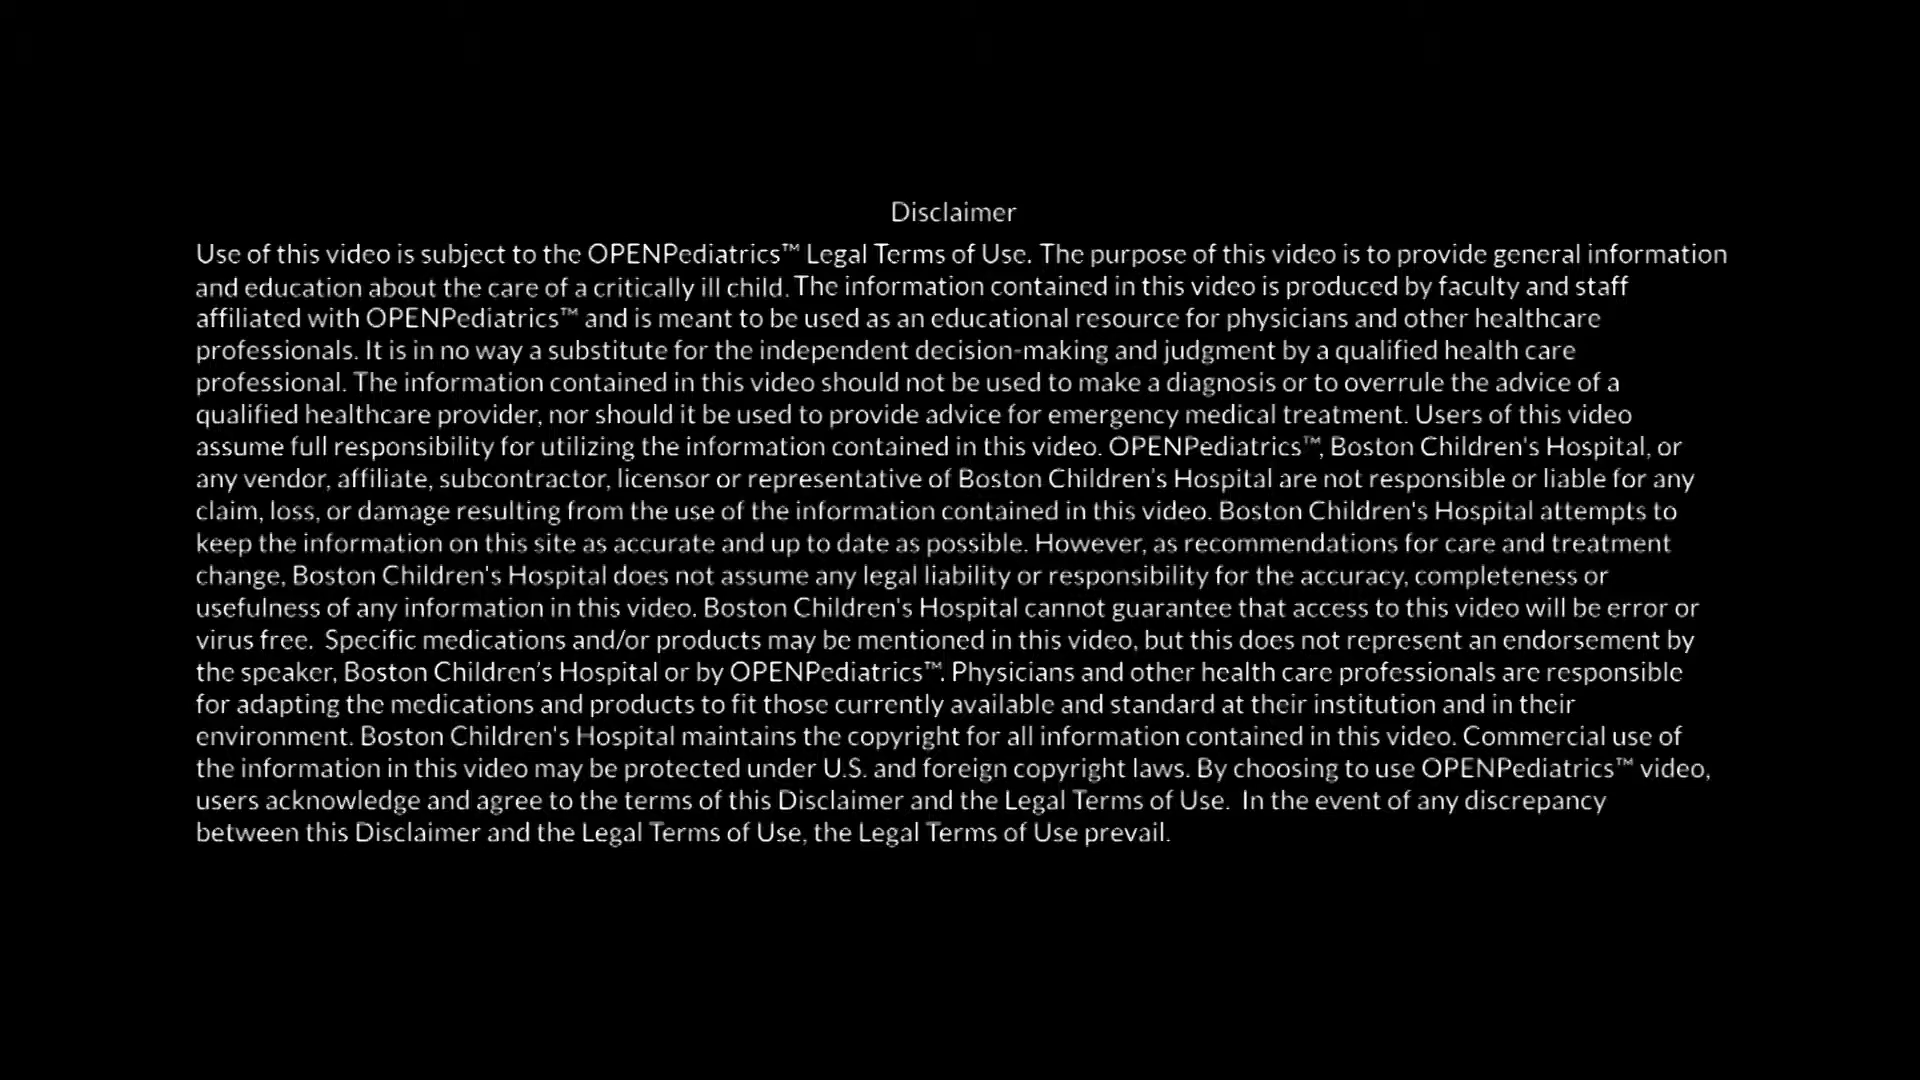 Disclaimer
Use of this video is subject to the OPENPediatrics™ Legal Terms of Use. The purpose of this video is to provide general information
and education about the care of a critically ill child. The information contained in this video is produced by faculty and staff
affiliated with OPENPediatrics™ and is meant to be used as an educational resource for physicians and other healthcare
professionals. It is in no way a substitute for the independent decision-making and judgment by a qualified health care
professional. The information contained in this video should not be used to make a diagnosis or to overrule the advice of a
qualified healthcare provider, nor should it be used to provide advice for emergency medical treatment. Users of this video
assume full responsibility for utilizing the information contained in this video. OPENPediatrics™, Boston Children's Hospital, or
any vendor, affiliate, subcontractor, licensor or representative of Boston Children's Hospital are not responsible or liable for any
claim, loss, or damage resulting from the use of the information contained in this video. Boston Children's Hospital attempts to
keep the information on this site as accurate and up to date as possible. However, as recommendations for care and treatment
change, Boston Children's Hospital does not assume any legal liability or responsibility for the accuracy, completeness or
usefulness of any information in this video. Boston Children's Hospital cannot guarantee that access to this video will be error or
virus free.  Specific medications and/or products may be mentioned in this video, but this does not represent an endorsement by
the speaker, Boston Children’s Hospital or by OPENPediatrics™. Physicians and other health care professionals are responsible
for adapting the medications and products to fit those currently available and standard at their institution and in their
environment. Boston Children's Hospital maintains the copyright for all information contained in this video. Commercial use of
the information in this video may be protected under U.S. and foreign copyright laws. By choosing to use OPENPediatrics™ video,
users acknowledge and agree to the terms of this Disclaimer and the Legal Terms of Use.  In the event of any discrepancy
between this Disclaimer and the Legal Terms of Use, the Legal Terms of Use prevail.